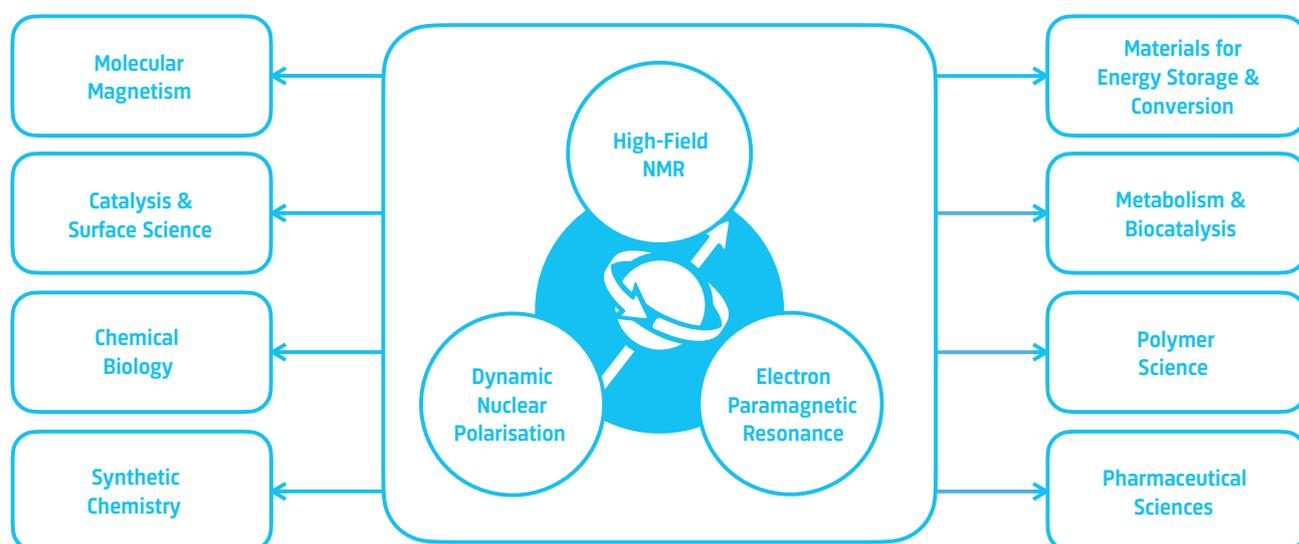 Molecular
Magnetism
Catalysis &
Surface Science
Chemical
Biology
Synthetic
Chemistry
High-Field
NMR
Dynamic
Nuclear
Polarisation
Electron
Paramagnetic
Resonance
Materials for
Energy Storage &
Conversion
Metabolism &
Biocatalysis
Polymer
Science
Pharmaceutical
Sciences